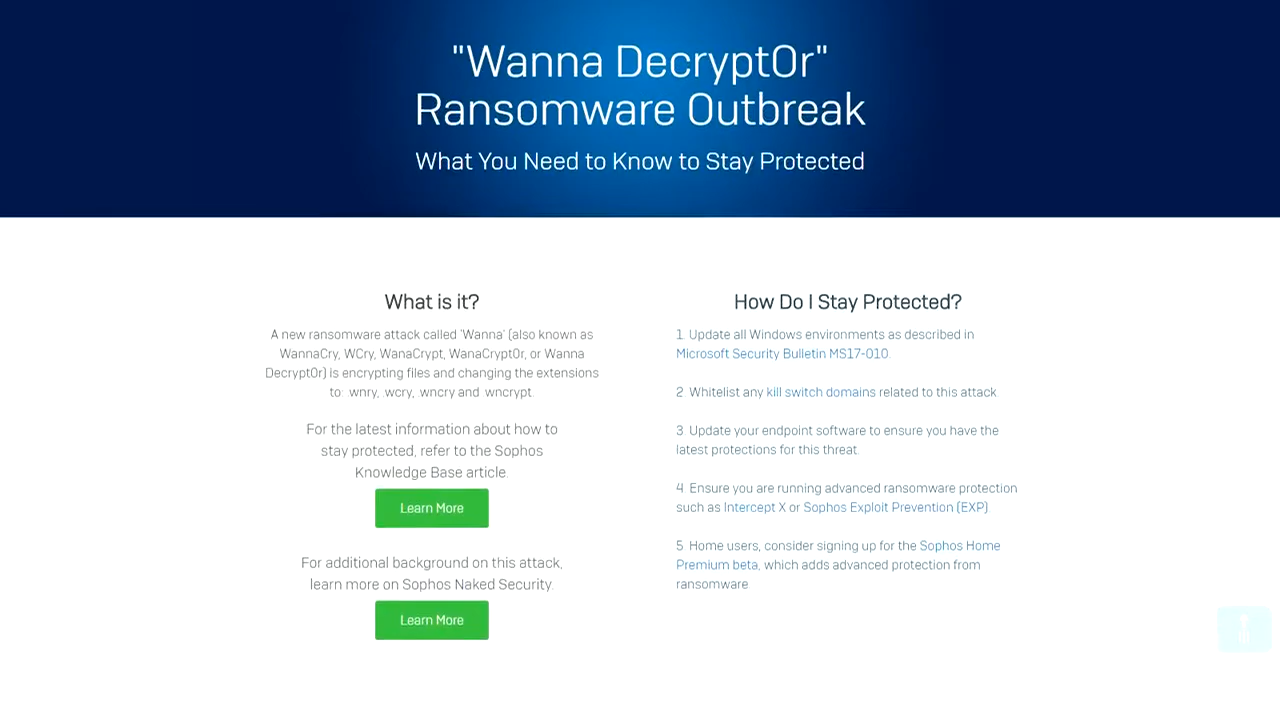 "Wanna Decrypt0r"
Ransomware Outbreak
What You Need to Know to Stay Protected
What is it?
A new ransomware attack called 'Wanna' (also known as
WannaCry, WCry, WanaCrypt, WanaCrypt0r, or Wanna
Decrypt0r) is encrypting files and changing the extensions
to: .wnry, .wcry, .wncry and .wncrypt.
For the latest information about how to
stay protected, refer to the Sophos
Knowledge Base article.
Learn More
For additional background on this attack,
learn more on Sophos Naked Security.
Learn More
How Do I Stay Protected?
1. Update all Windows environments as described in
Microsoft Security Bulletin MS17-010.
2 Whitelist any kill switch domains related to this attack
3 Update your endpoint software to ensure you have the
latest protections for this threat.
4 Ensure you are running advanced ransomware protection
such as Intercept X or Sophos Exploit Prevention (EXP)
5 Home users, consider signing up for the Sophos Home
Premium beta, which adds advanced protection from
ransomware